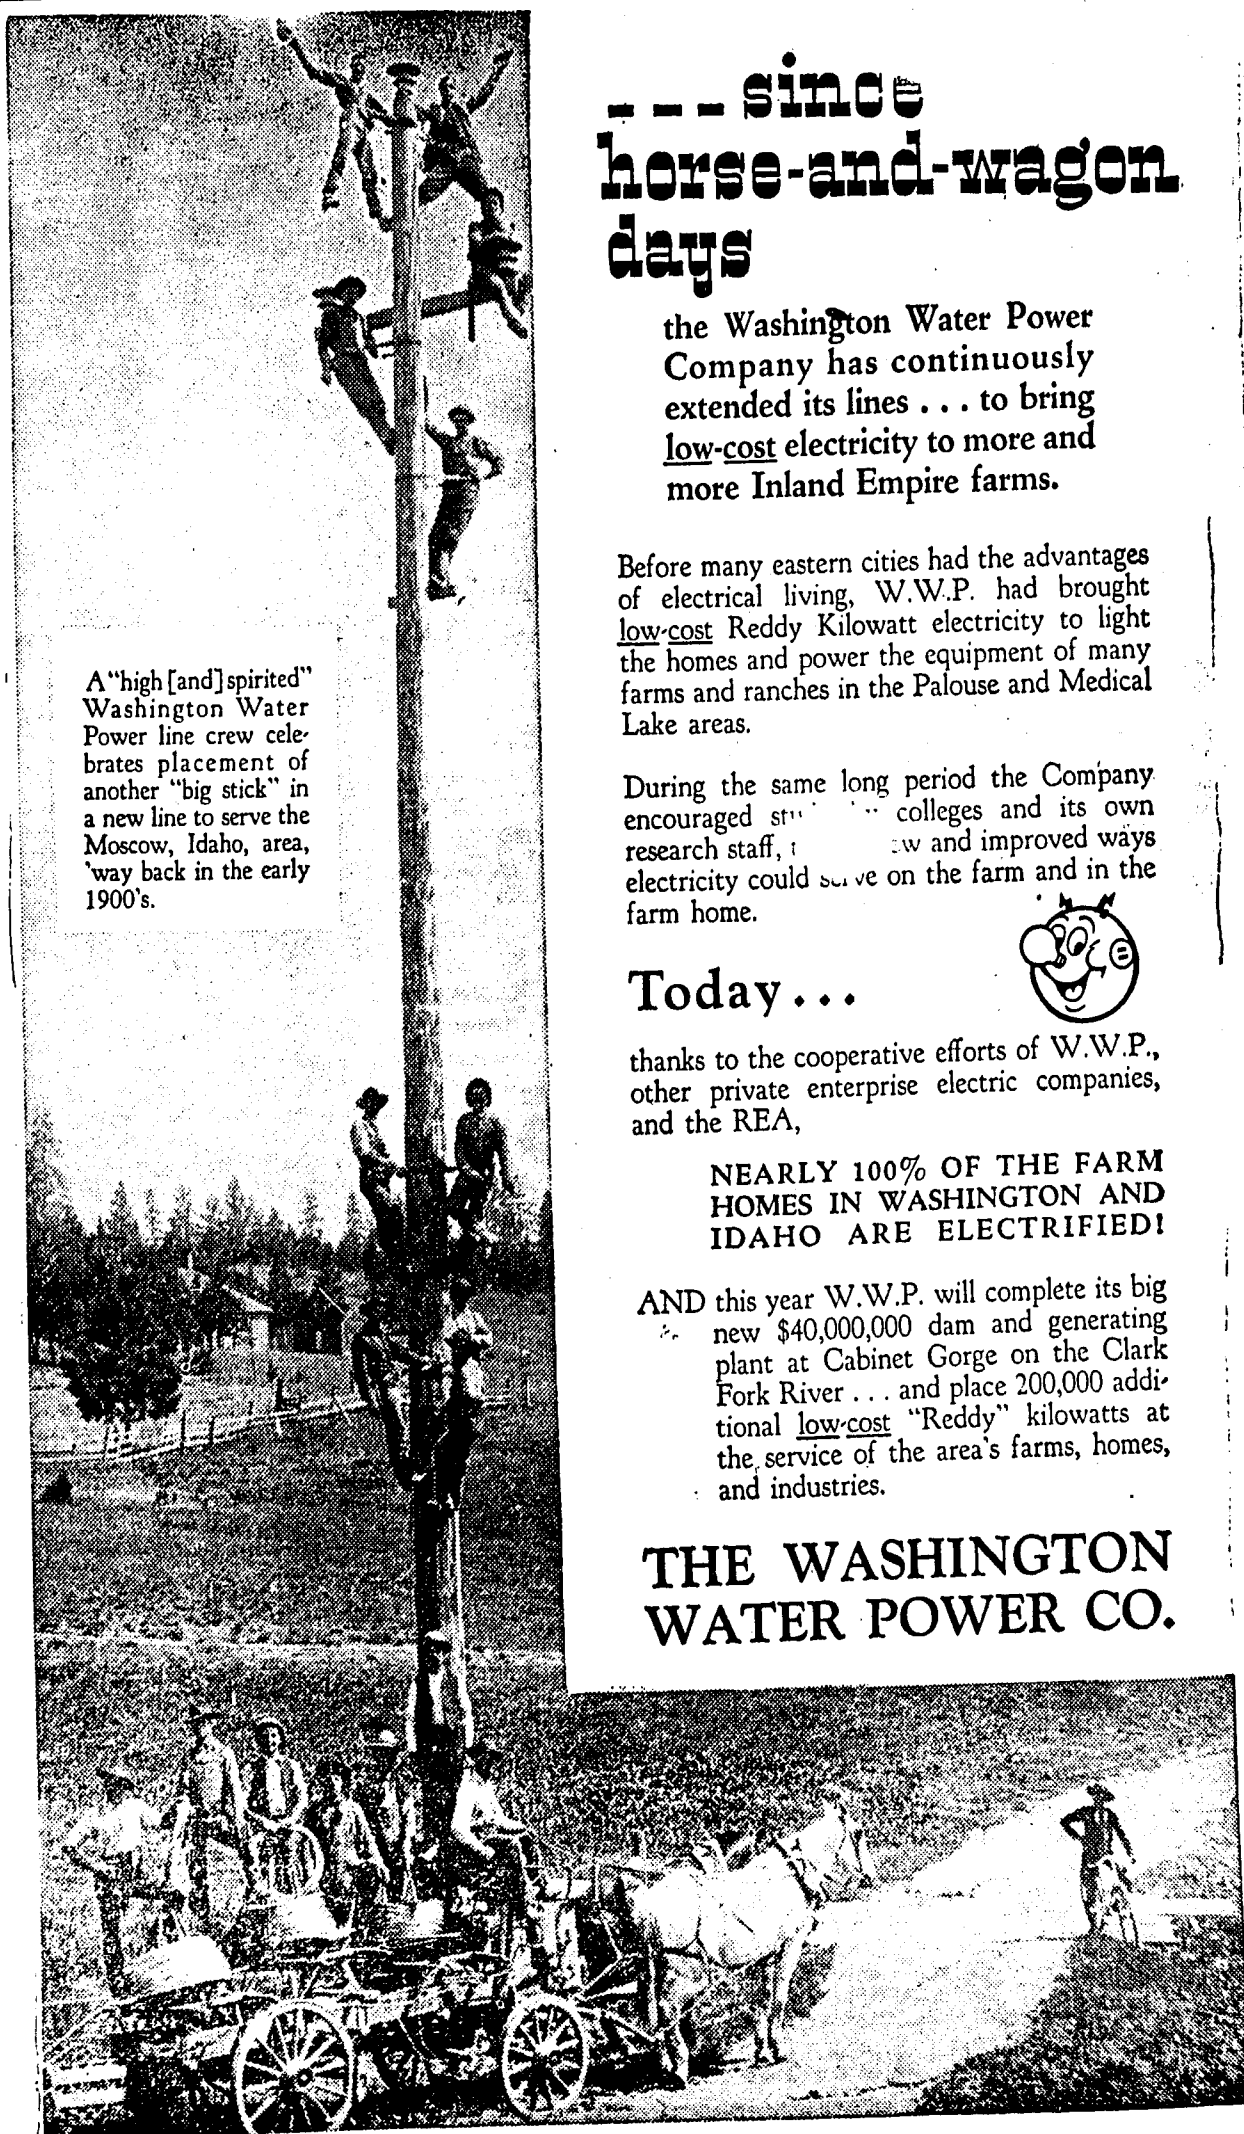 - - - since
horse-and-wagon
days
the Washington Water Power
Company has continuously
extended its lines . . . to bring
low-cost electricity to more and
more Inland Empire farms.
Before many eastern cities had the advantages
of electrical living, W.W.P. had brought
low-cost Reddy Kilowatt electricity to light
the homes and power the equipment of many
farms and ranches in the Palouse and Medical
Lake areas.
During the same long period the Company
encouraged colleges and its own
research staff, and improved ways
electricity could on the farm and in the
farm home.
Today . . .
thanks to the cooperative efforts of W.W.P.,
other private enterprise electric companies,
and the REA,
NEARLY 100% OF THE FARM
HOMES IN WASHINGTON AND
IDAHO ARE ELECTRIFIED!
AND this year W.W.P. will complete its big
new $40,000,000 dam and generating
plant at Cabinet Gorge on the Clark
Fork River . . . and place 200,000 addi-
tional low-cost "Reddy" kilowatts at
the service of the area's farms, homes,
and industries.
THE WASHINGTON
WATER POWER CO.
A "high [and] spirited"
Washington Water
Power line crew cele-
brates placement of
another "big stick" in
a new line to serve the
Moscow, Idaho, area,
'way back in the early
1900's.